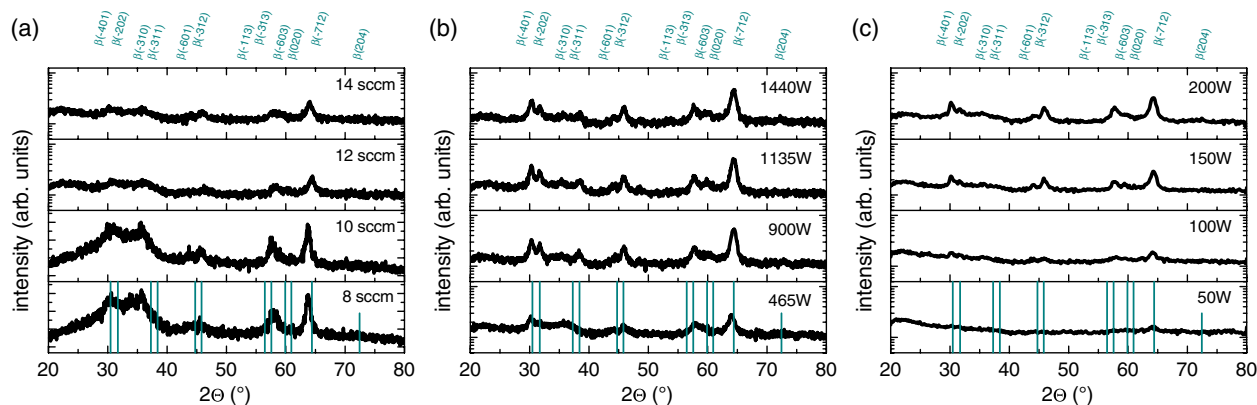 (a)
β(-401)
β(-202)
β(-310)
β(-311)
β(-601)
β(-312)
β(-113)
β(-313)
β(-603)
β(020)
β(-712)
β(204)
14 sccm
12 sccm
10 sccm
8 sccm
intensity (arb. units)
20 30 40 50 60 70 80
2Θ (°)
(b)
β(-401)
β(-202)
β(-310)
β(-311)
β(-601)
β(-312)
β(-113)
β(-313)
β(-603)
β(020)
β(-712)
β(204)
1440W
1135W
900W
465W
intensity (arb. units)
20 30 40 50 60 70 80
2Θ (°)
(c)
β(-401)
β(-202)
β(-310)
β(-311)
β(-601)
β(-312)
β(-113)
β(-313)
β(-603)
β(020)
β(-712)
β(204)
200W
150W
100W
50W
intensity (arb. units)
20 30 40 50 60 70 80
2Θ (°)